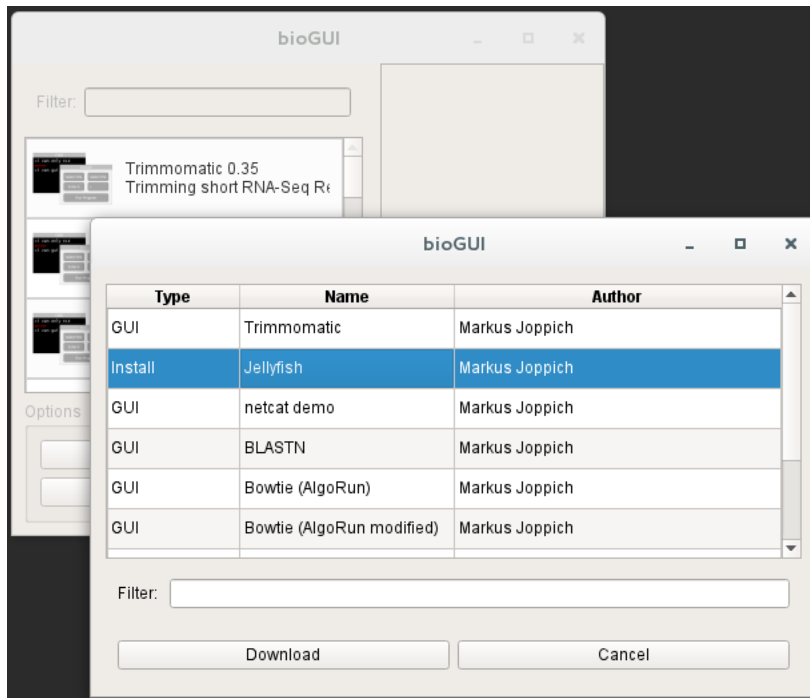 bioGUI
Filter:
Trimmomatic 0.35
Trimming short RNA-Seq Re
Options
bioGUI
Type Name Author
GUI Trimmomatic Markus Joppich
Install Jellyfish Markus Joppich
GUI netcat demo Markus Joppich
GUI BLASTN Markus Joppich
GUI Bowtie (AlgoRun) Markus Joppich
GUI Bowtie (AlgoRun modified) Markus Joppich
Filter:
Download Cancel